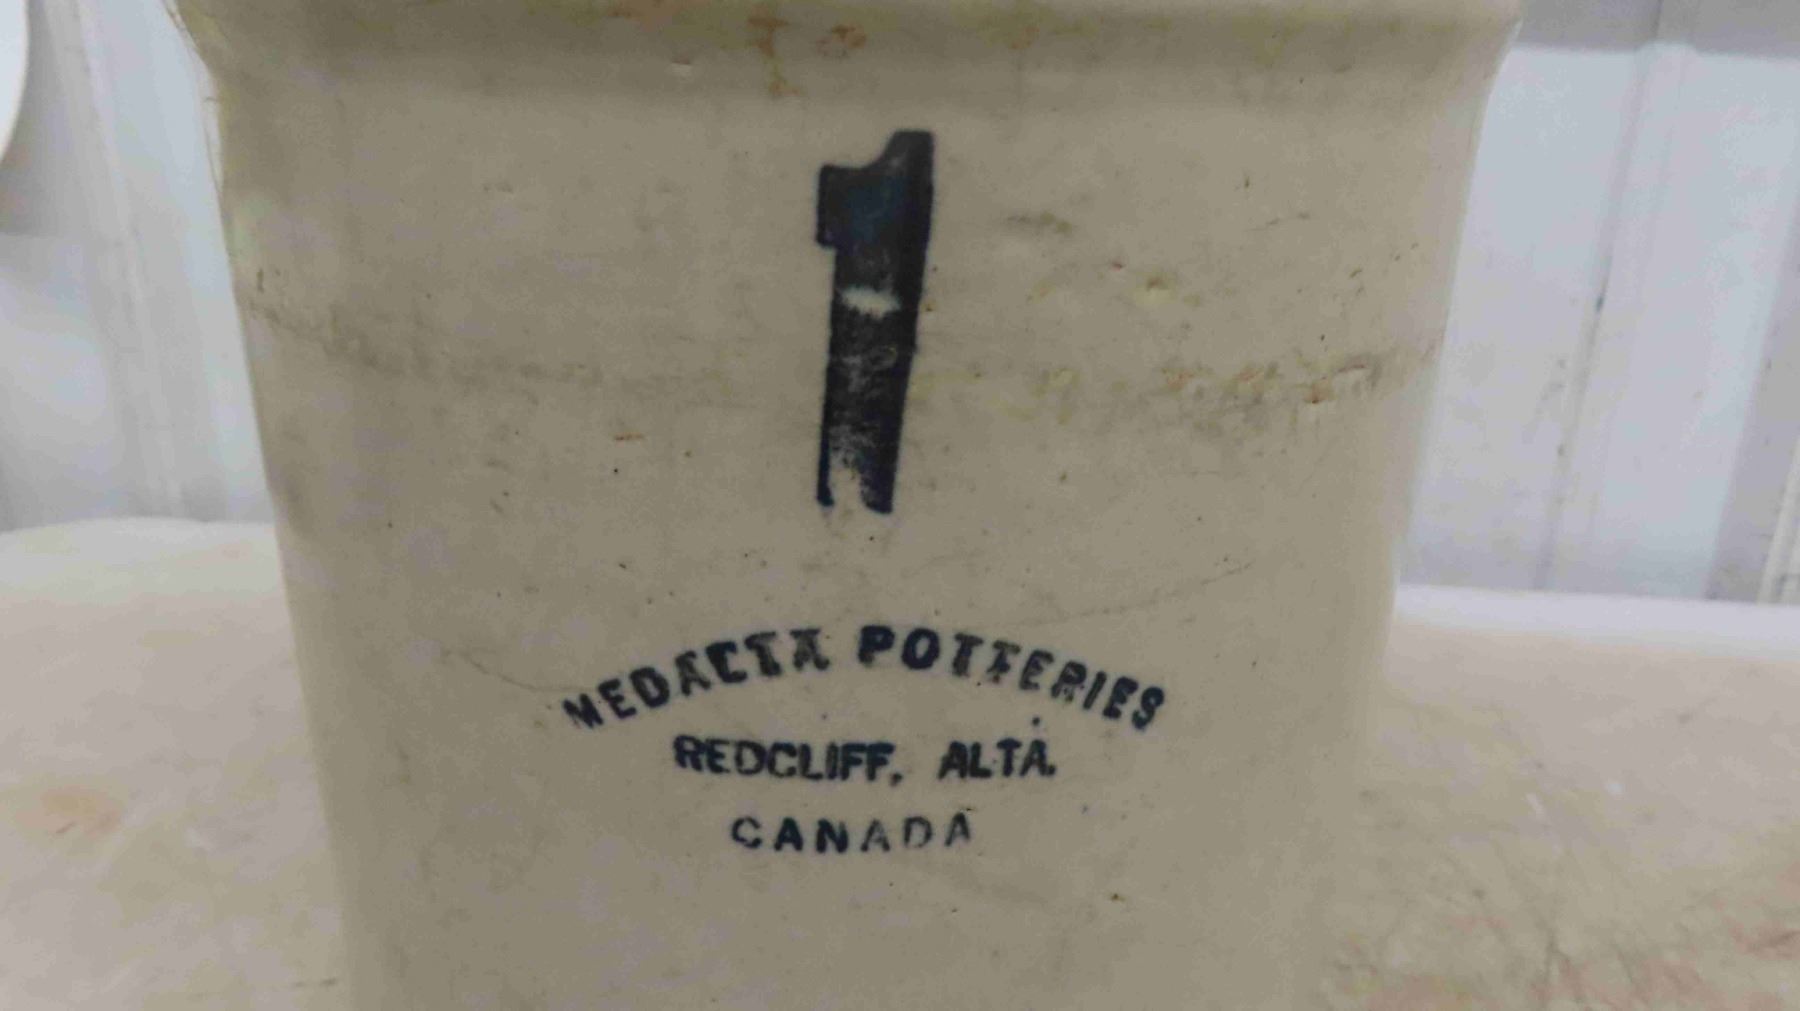 1
MEDALTA POTTERIES
REDCLIFF, ALTA.
CANADA